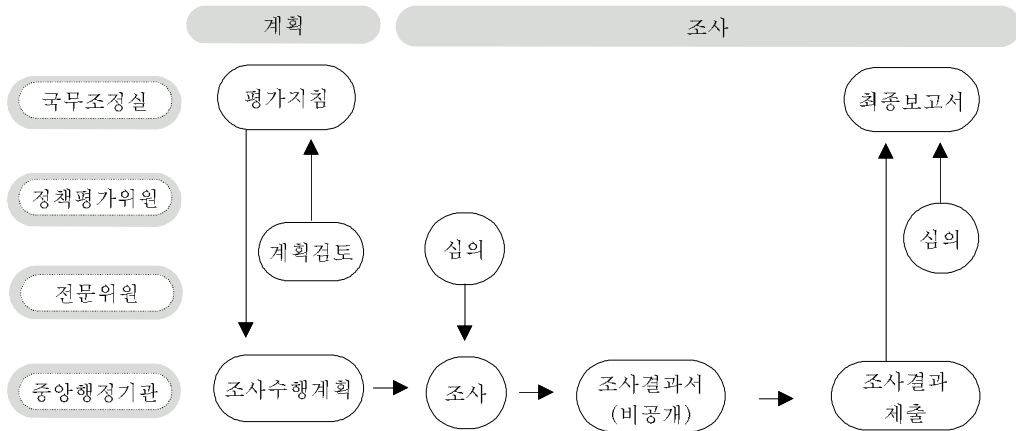 계획
조사
국무조정실
평가지침
최종보고서
정책평가위원
계획검토
심의
심의
전문위원
중앙행정기관
조사수행계획
조사
조사결과서
(비공개)
조사결과
제출